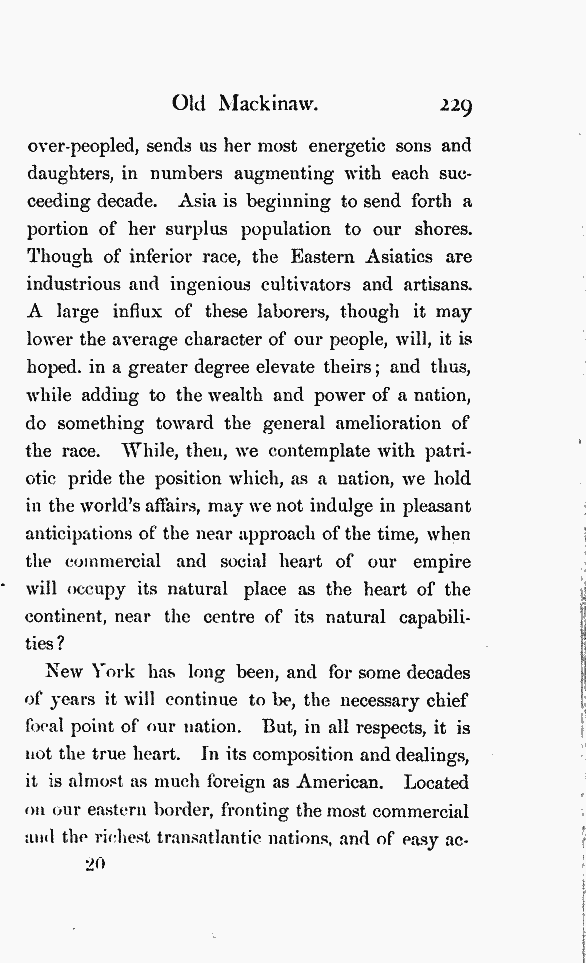 Old Mackinaw. 229
over-peopled, sends us her most energetic sons and
daughters, in numbers augmenting with each suc-
ceeding decade. Asia is beginning to send forth a
portion of her surplus population to our shores.
Though of inferior race, the Eastern Asiatics are
industrious and ingenious cultivators and artisans.
A large influx of these laborers, though it may
lower the average character of our people, will, it is
hoped. in a greater degree elevate theirs; and thus,
while adding to the wealth and power of a nation,
do something toward the general amelioration of
the race. While, then, we contemplate with patri-
otic pride the position which, as a nation, we hold
in the world's affairs, may we not indulge in pleasant
anticipations of the near approach of the time, when
the commercial and social heart of our empire
will occupy its natural place as the heart of the
continent, near the centre of its natural capabili-
ties?
New York has long been, and for some decades
of years it will continue to be, the necessary chief
focal point of our nation. But, in all respects, it is
not the true heart. In its composition and dealings,
it is almost as much foreign as American. Located
on our eastern border, fronting the most commercial
and the richest transatlantic nations, and of easy ac-
20